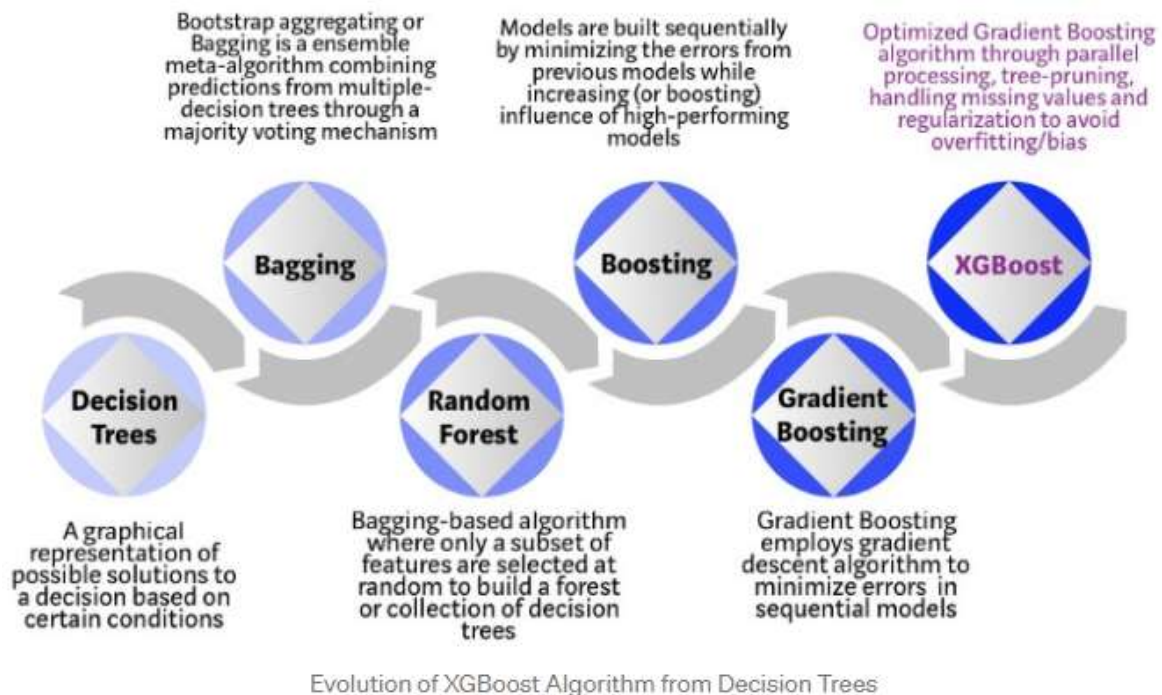 Bootstrap aggregating or
Bagging is a ensemble
meta-algorithm combining
predictions from multiple-
decision trees through a
majority voting mechanism
Models are built sequentially
by minimizing the errors from
previous models while
increasing (or boosting)
influence of high-performing
models
Optimized Gradient Boosting
algorithm through parallel
processing, tree-pruning,
handling missing values and
regularization to avoid
overfitting/bias
Bagging
Boosting
XGBoost
Decision
Trees
Random
Forest
Gradient
Boosting
A graphical
representation of
possible solutions to
a decision based on
certain conditions
Bagging-based algorithm
where only a subset of
features are selected at
random to build a forest
or collection of decision
trees
Gradient Boosting
employs gradient
descent algorithm to
minimize errors in
sequential models
Evolution of XGBoost Algorithm from Decision Trees